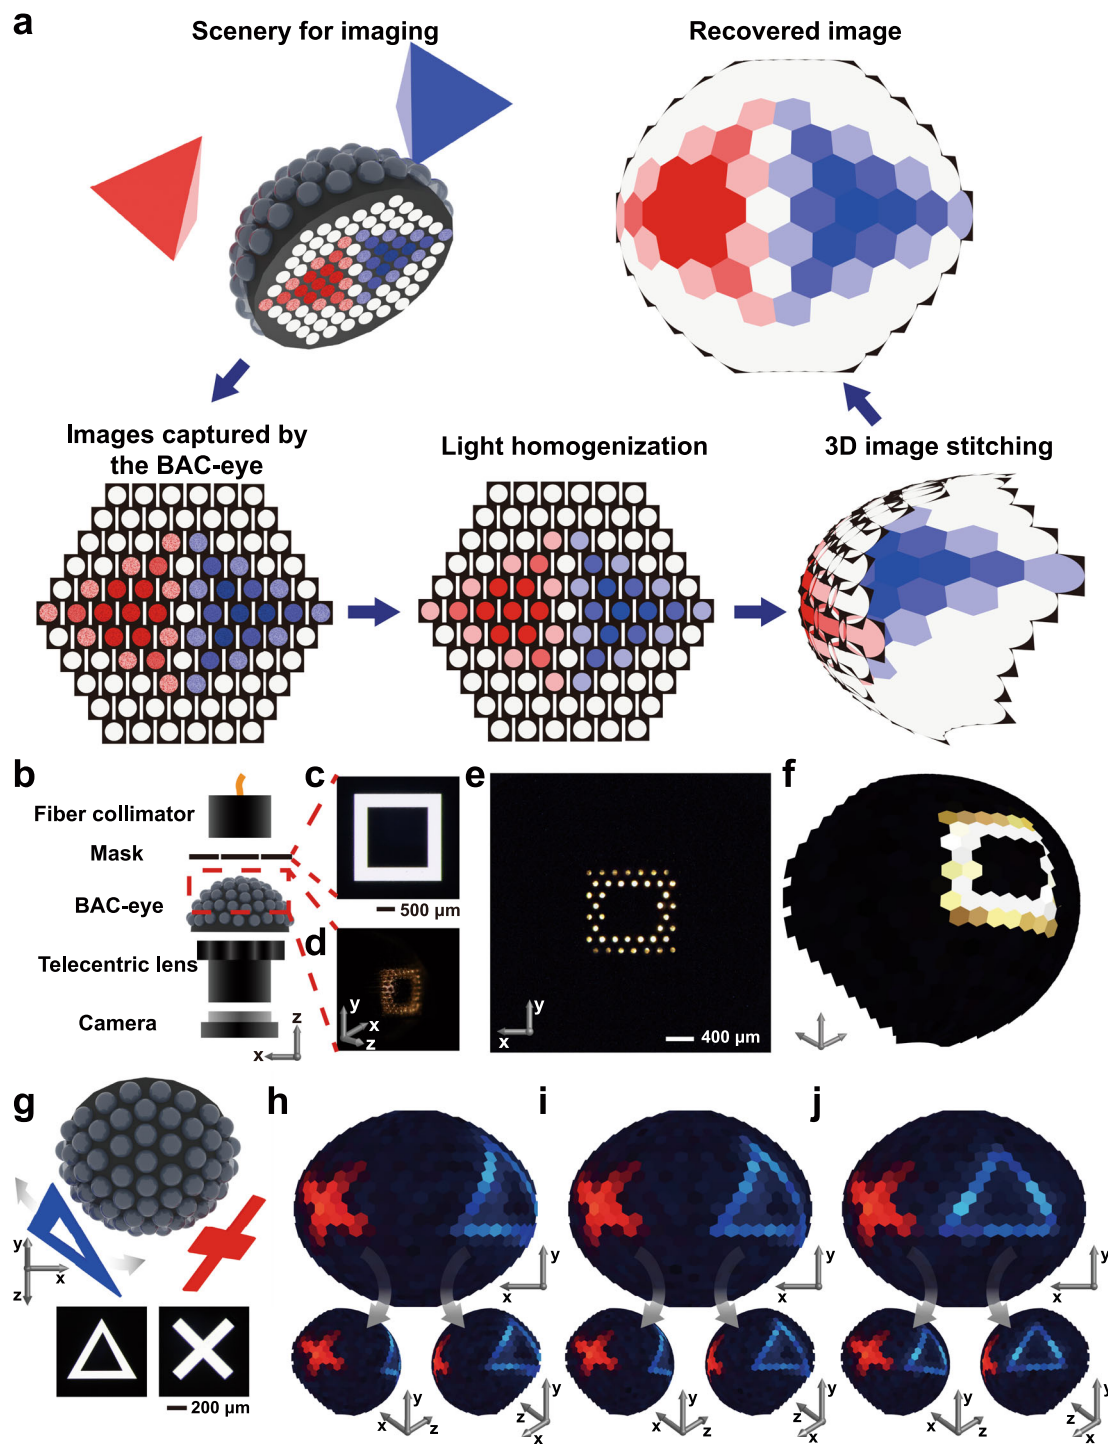 a
Scenery for imaging
Recovered image
Images captured by
the BAC-eye
Light homogenization
3D image stitching
b
Fiber collimator
Mask
BAC-eye
Telecentric lens
Camera
z
x
c
500 µm
d
y
x
z
e
y
x
400 µm
f
g
y
x
z
200 µm
h
y
x
y
x
z
y
z
x
i
y
x
y
x
z
y
z
x
j
y
x
y
x
z
y
z
x